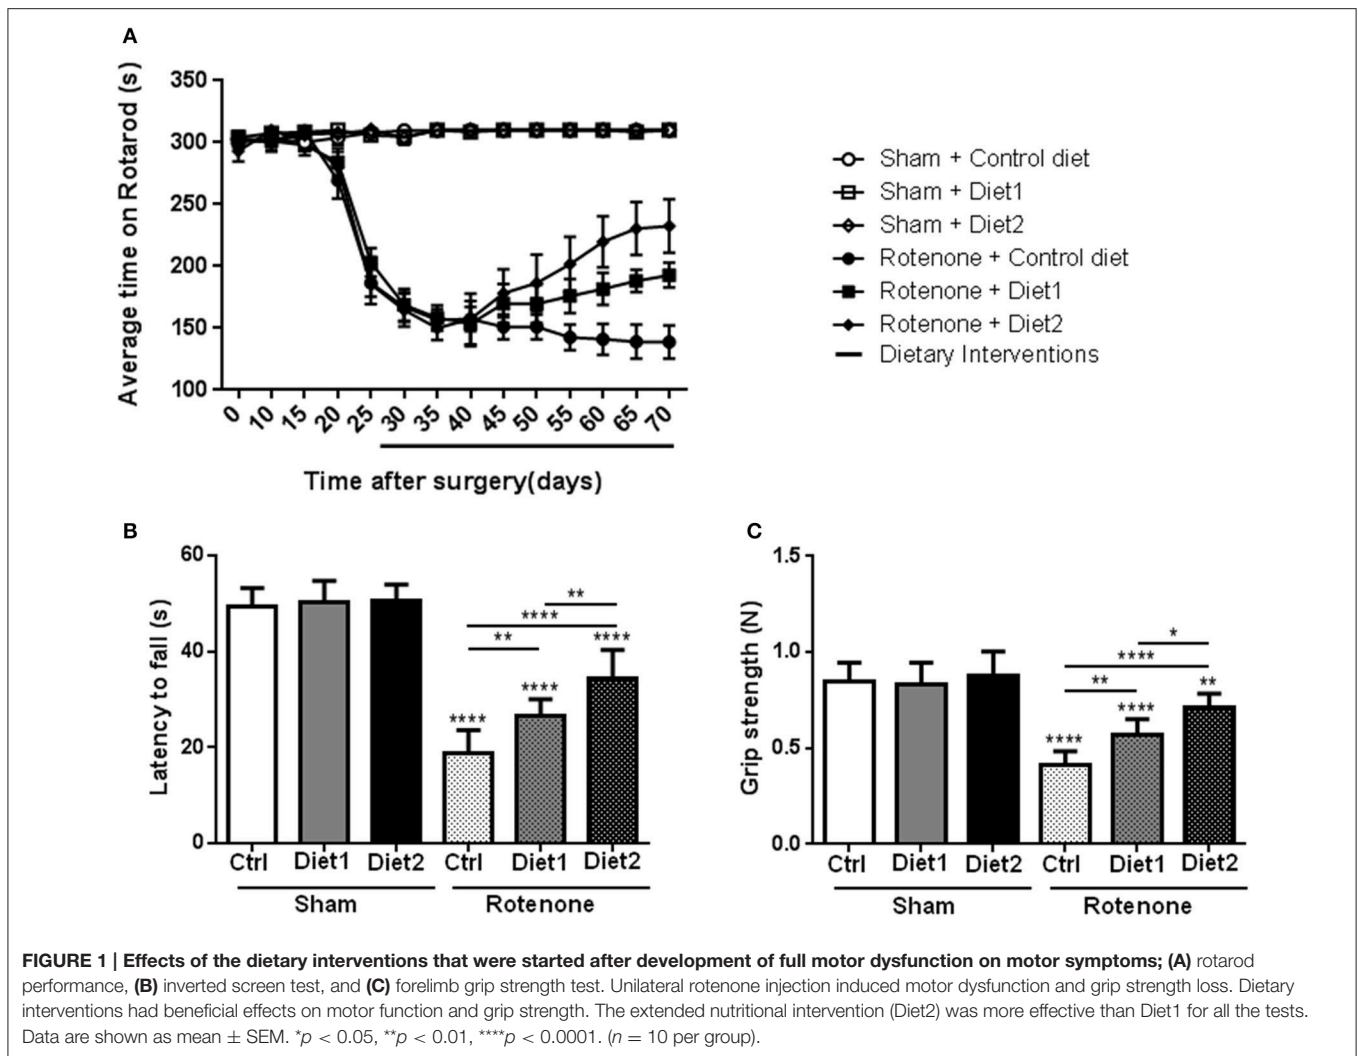 A
350
300
250
200
150
100
Average time on Rotarod (s)
0 10 15 20 25 30 35 40 45 50 55 60 65 70
Time after surgery(days)
Sham + Control diet
Sham + Diet1
Sham + Diet2
Rotenone + Control diet
Rotenone + Diet1
Rotenone + Diet2
Dietary Interventions
B
60
40
20
0
Latency to fall (s)
**
****
**
****
****
****
Ctrl Diet1 Diet2 Ctrl Diet1 Diet2
Sham Rotenone
C
1.5
1.0
0.5
0.0
Grip strength (N)
*
****
**
**
****
****
Ctrl Diet1 Diet2 Ctrl Diet1 Diet2
Sham Rotenone
FIGURE 1 | Effects of the dietary interventions that were started after development of full motor dysfunction on motor symptoms; (A) rotarod
performance, (B) inverted screen test, and (C) forelimb grip strength test. Unilateral rotenone injection induced motor dysfunction and grip strength loss. Dietary
interventions had beneficial effects on motor function and grip strength. The extended nutritional intervention (Diet2) was more effective than Diet1 for all the tests.
Data are shown as mean ± SEM. *p < 0.05, **p < 0.01, ****p < 0.0001. (n = 10 per group).